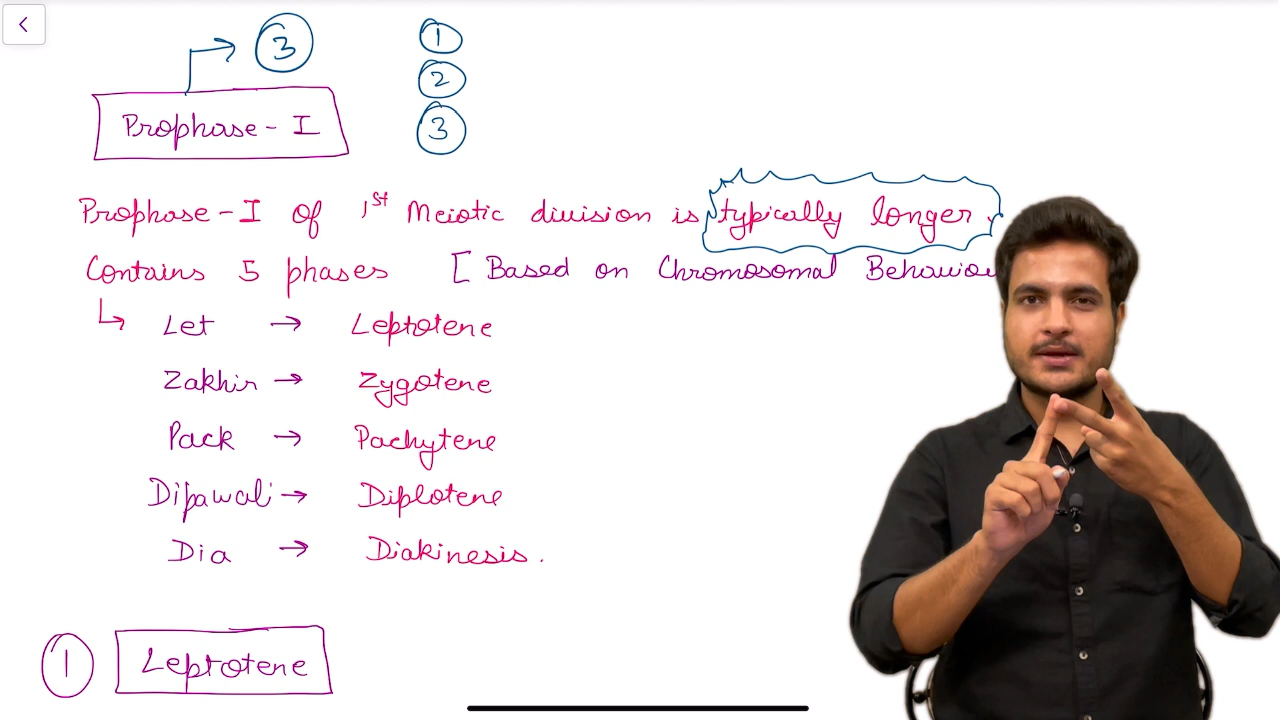 3
1
2
3
Prophase-I
Prophase-I of 1st Meiotic division is typically longer.
Contains 5 phases [ Based on Chromosomal
Let → Leptotene
Zakhir → Zygotene
Pack → Pachytene
Dipawali → Diplotene
Dia → Diakinesis.
1 Leptotene